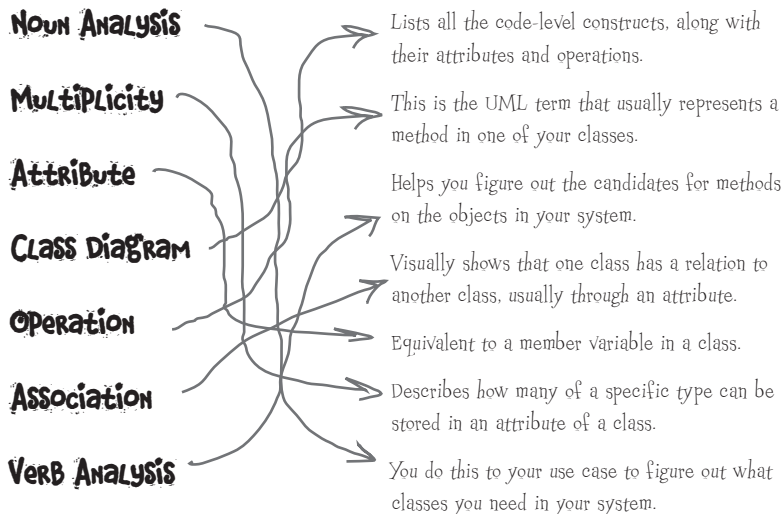 Noun Analysis
Multiplicity
Attribute
Class Diagram
Operation
Association
Verb Analysis
Lists all the code-level constructs, along with
their attributes and operations.
This is the UML term that usually represents a
method in one of your classes.
Helps you figure out the candidates for methods
on the objects in your system.
Visually shows that one class has a relation to
another class, usually through an attribute.
Equivalent to a member variable in a class.
Describes how many of a specific type can be
stored in an attribute of a class.
You do this to your use case to figure out what
classes you need in your system.